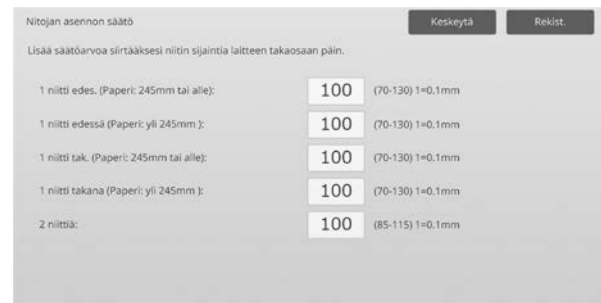 Nitojan asennon säätö
Keskeytä
Rekist.
Lisää säätöarvoa siirtääksesi niitin sijaintia laitteen takaosaan päin.
1 niitti edes. (Paperi: 245mm tai alle): 100 (70-130) 1=0.1mm
1 niitti edessä (Paperi: yli 245mm ): 100 (70-130) 1=0.1mm
1 niitti tak. (Paperi: 245mm tai alle): 100 (70-130) 1=0.1mm
1 niitti takana (Paperi: yli 245mm ): 100 (70-130) 1=0.1mm
2 niittiä: 100 (85-115) 1=0.1mm